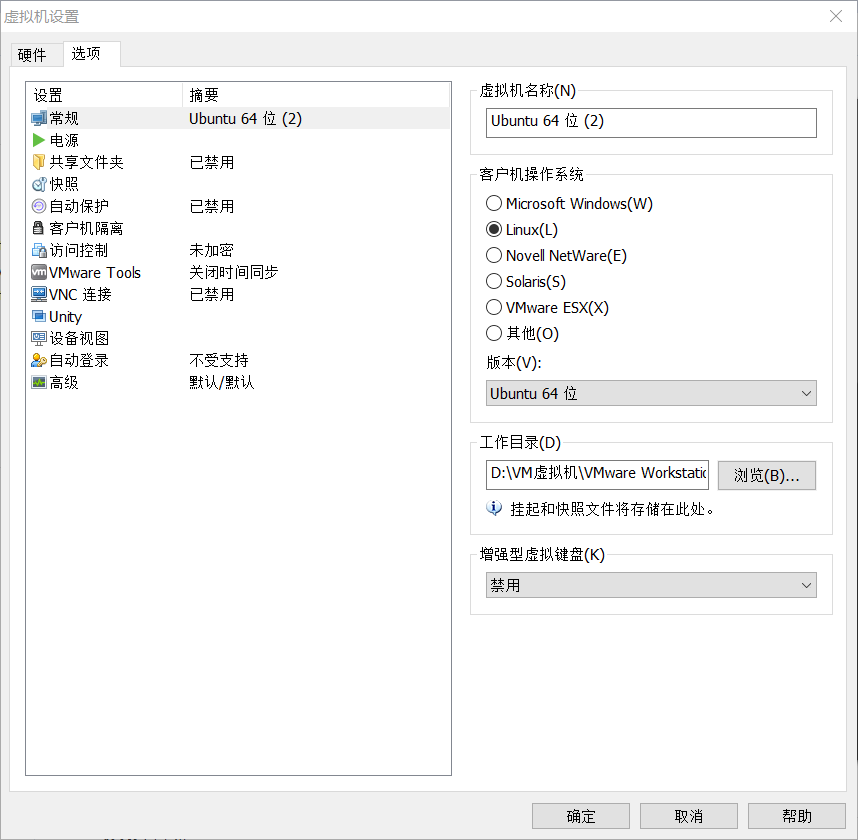 虚拟机设置
硬件 选项
设置 摘要
常规 Ubuntu 64 位 (2)
电源
共享文件夹 已禁用
快照
自动保护 已禁用
客户机隔离
访问控制 未加密
VMware Tools 关闭时间同步
VNC 连接 已禁用
Unity
设备视图
自动登录 不受支持
高级 默认/默认
虚拟机名称(N)
Ubuntu 64 位 (2)
客户机操作系统
Microsoft Windows(W)
Linux(L)
Novell NetWare(E)
Solaris(S)
VMware ESX(X)
其他(O)
版本(V):
Ubuntu 64 位
工作目录(D)
D:\VM虚拟机\VMware Workstatio 浏览(B)...
挂起和快照文件将存储在此处。
增强型虚拟键盘(K)
禁用
确定 取消 帮助